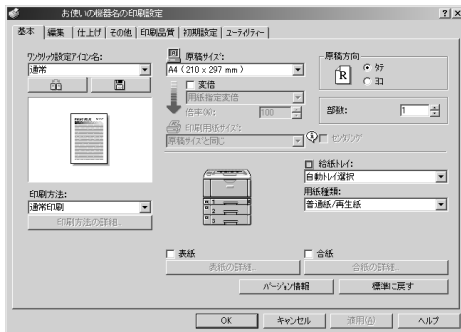 お使いの機器名の印刷設定
基本 編集 仕上げ その他 印刷品質 初期設定 ユーティリティー
ワンクリック設定アイコン名:
通常
原稿サイズ:
A4 ( 210 x 297 mm )
変倍
用紙指定変倍
倍率(%): 100
印刷用紙サイズ:
原稿サイズと同じ
原稿方向
R
タテ
ヨコ
部数: 1
センタリング
印刷方法:
通常印刷
印刷方法の詳細...
1
2
3
給紙トレイ:
自動トレイ選択
用紙種類:
普通紙/再生紙
表紙
表紙の詳細...
合紙
合紙の詳細...
バージョン情報
標準に戻す
OK キャンセル 適用(A) ヘルプ